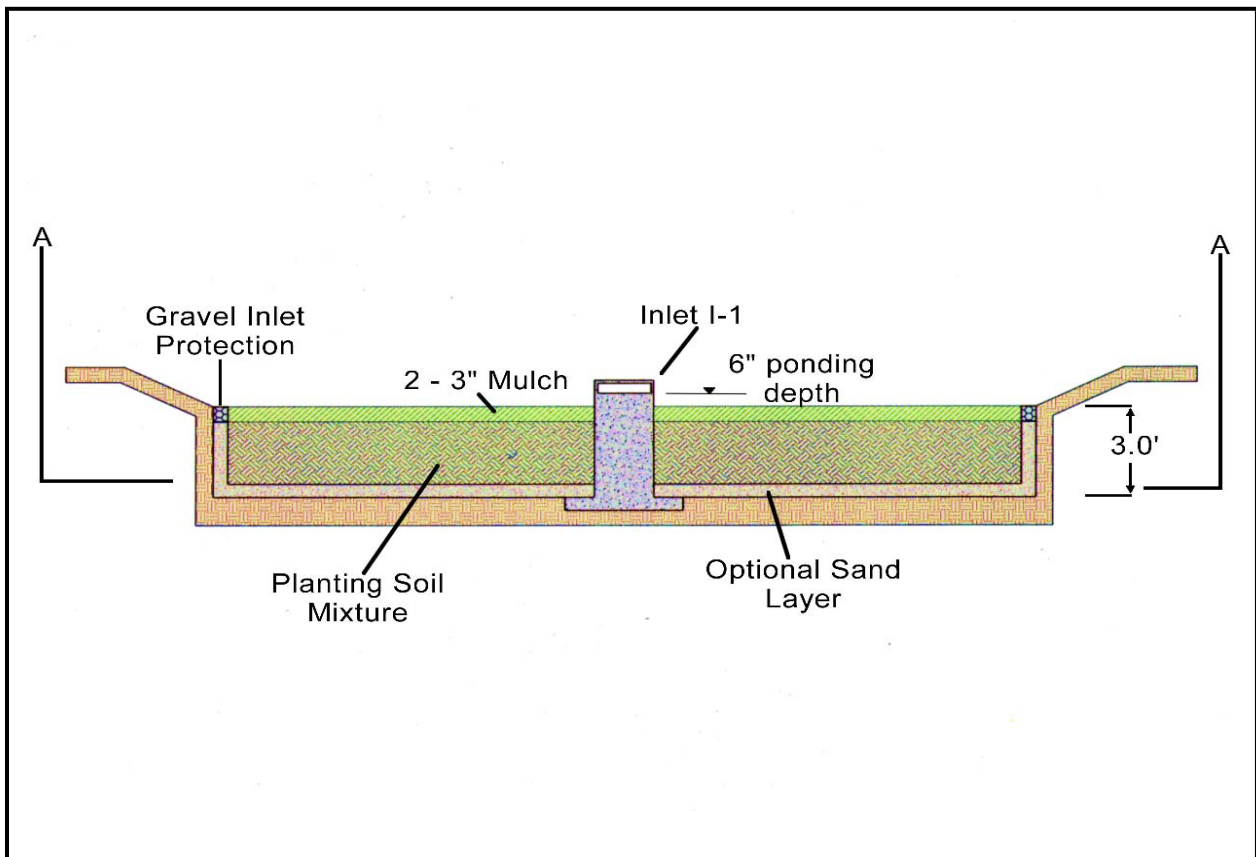 A
A
Gravel Inlet
Protection
Inlet I-1
2 - 3" Mulch
6" ponding
depth
3.0'
Planting Soil
Mixture
Optional Sand
Layer